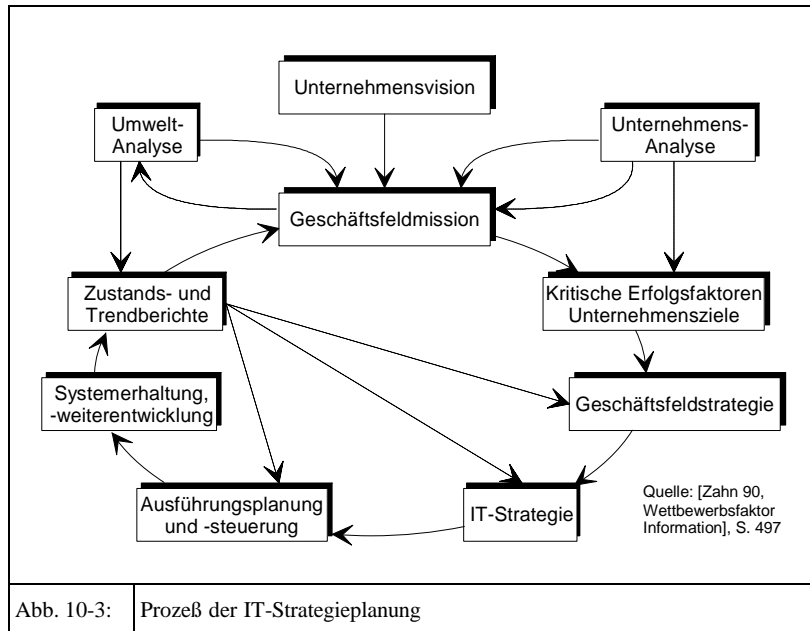 Unternehmensvision
Umwelt-
Analyse
Unternehmens-
Analyse
Geschäftsfeldmission
Zustands- und
Trendberichte
Kritische Erfolgsfaktoren
Unternehmensziele
Systemerhaltung,
-weiterentwicklung
Geschäftsfeldstrategie
Ausführungsplanung
und -steuerung
IT-Strategie
Quelle: [Zahn 90,
Wettbewerbsfaktor
Information], S. 497
Abb. 10-3: Prozeß der IT-Strategieplanung